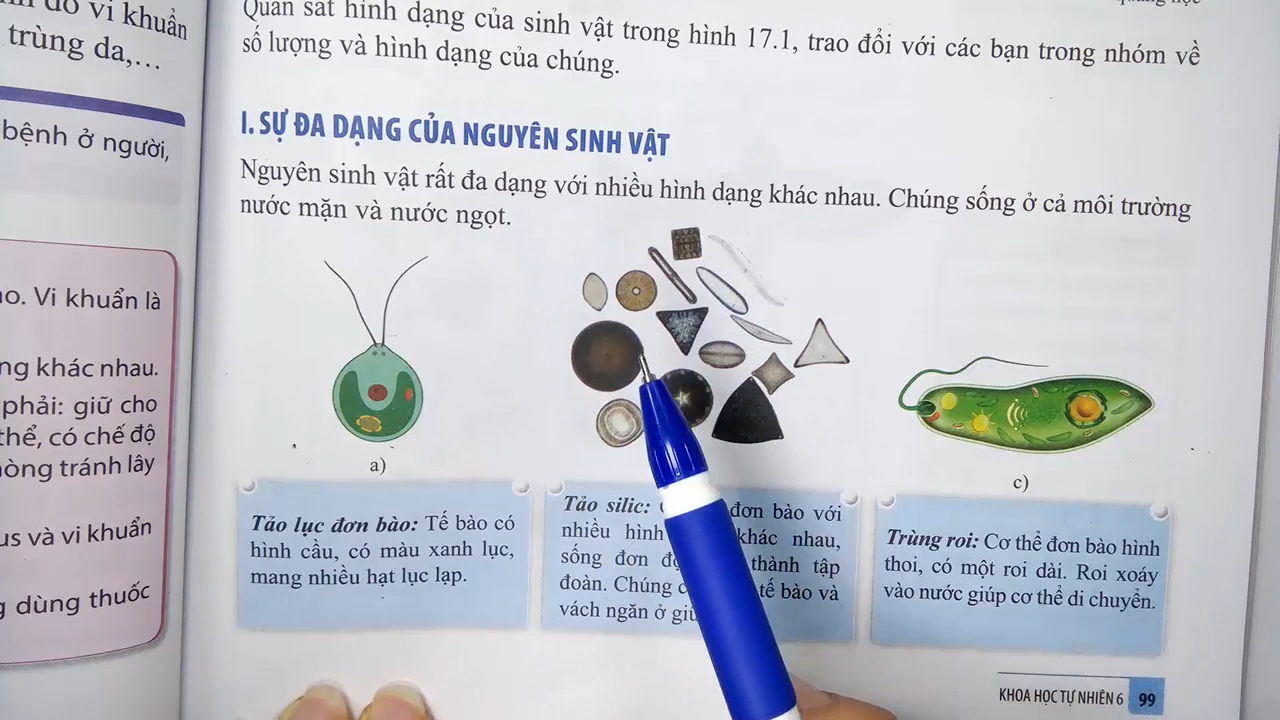 vi khuẩn
trùng da,...
bệnh ở người,
Vi khuẩn là
khác nhau.
phải: giữ cho
thể, có chế độ
tránh lây
và vi khuẩn
dùng thuốc
Quan sát hình dạng của sinh vật trong hình 17.1, trao đổi với các bạn trong nhóm về
số lượng và hình dạng của chúng.
I. SỰ ĐA DẠNG CỦA NGUYÊN SINH VẬT
Nguyên sinh vật rất đa dạng với nhiều hình dạng khác nhau. Chúng sống ở cả môi trường
nước mặn và nước ngọt.
a)
c)
Tảo lục đơn bào: Tế bào có
hình cầu, có màu xanh lục,
mang nhiều hạt lục lạp.
Tảo silic: đơn bào với
nhiều hình khác nhau,
sống đơn thành tập
đoàn. Chúng tế bào và
vách ngăn ở
Trùng roi: Cơ thể đơn bào hình
thoi, có một roi dài. Roi xoáy
vào nước giúp cơ thể di chuyển.
KHOA HỌC TỰ NHIÊN 6 99